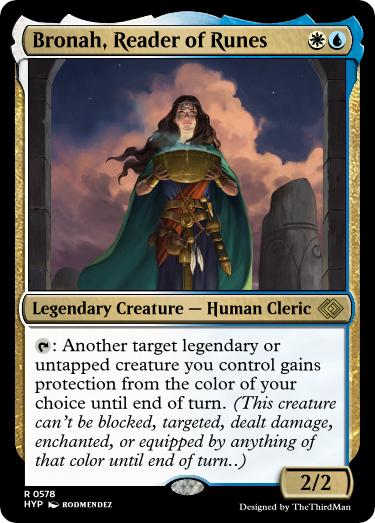 Bronah, Reader of Runes
Legendary Creature — Human Cleric
: Another target legendary or
untapped creature you control gains
protection from the color of your
choice until end of turn. (This creature
can't be blocked, targeted, dealt damage,
enchanted, or equipped by anything of
that color until end of turn..)
2/2
R 0578
HYP RODMENDEZ
Designed by TheThirdMan